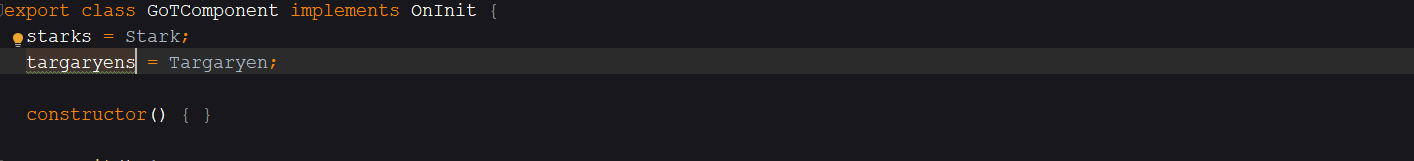 export class GoTComponent implements OnInit {
starks = Stark;
targaryens = Targaryen;
constructor() { }